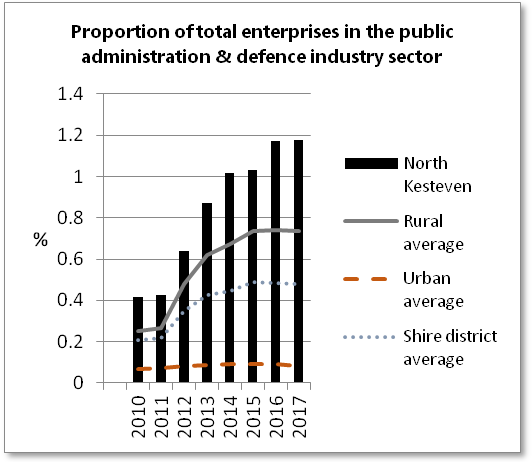 Proportion of total enterprises in the public
administration & defence industry sector
1.4
1.2
1
0.8
0.6
0.4
0.2
0
%
2010
2011
2012
2013
2014
2015
2016
2017
North
Kesteven
Rural
average
Urban
average
Shire district
average